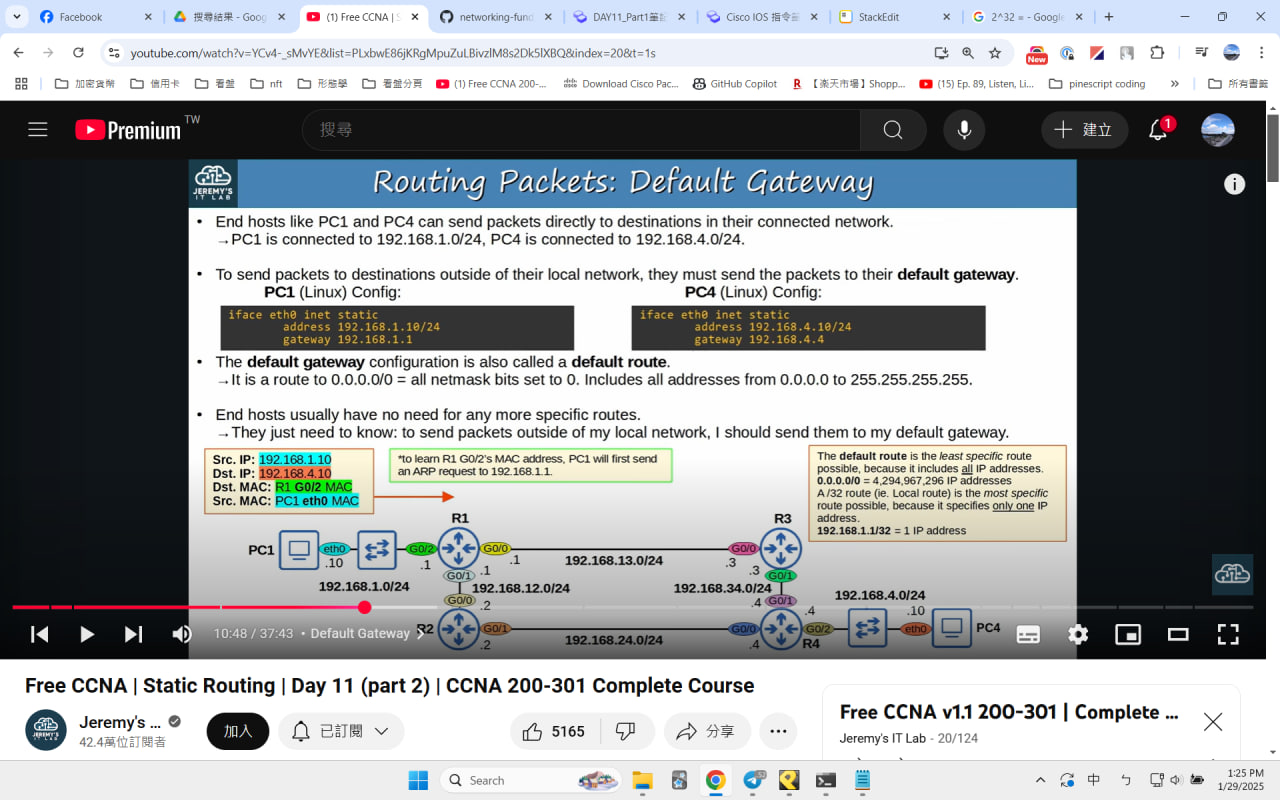 Facebook
搜尋結果 - Goog
(1) Free CCNA | S
networking-fund
DAY11_Part1筆記
Cisco IOS 指令
StackEdit
2^32 = - Google
youtube.com/watch?v=YCv4-_sMvYE&list=PLxbwE86jKRgMpuZuLBivzlM8s2Dk5lXBQ&index=20&t=1s
New
加密貨幣
信用卡
看盤
nft
形態學
看盤分頁
(1) Free CCNA 200-...
Download Cisco Pac...
GitHub Copilot
【楽天市場】Shopp...
(15) Ep. 89, Listen, Li...
pinescript coding
»
所有書籤
Premium TW
搜尋
建立
1
JEREMY'S
IT LAB
Routing Packets: Default Gateway
• End hosts like PC1 and PC4 can send packets directly to destinations in their connected network.
→PC1 is connected to 192.168.1.0/24, PC4 is connected to 192.168.4.0/24.
• To send packets to destinations outside of their local network, they must send the packets to their default gateway.
PC1 (Linux) Config:
iface eth0 inet static
address 192.168.1.10/24
gateway 192.168.1.1
PC4 (Linux) Config:
iface eth0 inet static
address 192.168.4.10/24
gateway 192.168.4.4
• The default gateway configuration is also called a default route.
→It is a route to 0.0.0.0/0 = all netmask bits set to 0. Includes all addresses from 0.0.0.0 to 255.255.255.255.
• End hosts usually have no need for any more specific routes.
→They just need to know: to send packets outside of my local network, I should send them to my default gateway.
Src. IP: 192.168.1.10
Dst. IP: 192.168.4.10
Dst. MAC: R1 G0/2 MAC
Src. MAC: PC1 eth0 MAC
*to learn R1 G0/2's MAC address, PC1 will first send
an ARP request to 192.168.1.1.
The default route is the least specific route
possible, because it includes all IP addresses.
0.0.0.0/0 = 4,294,967,296 IP addresses
A /32 route (ie. Local route) is the most specific
route possible, because it specifies only one IP
address.
192.168.1.1/32 = 1 IP address
R1
R3
PC1
eth0
G0/2
G0/0
G0/0
.10
.1
.1
192.168.13.0/24
.3
G0/1
.1
.3
G0/1
192.168.1.0/24
192.168.12.0/24
192.168.34.0/24
192.168.4.0/24
G0/0
.2
.4
G0/1
.4
.10
R2
G0/1
G0/0
G0/2
eth0
PC4
.2
192.168.24.0/24
.4
R4
10:48 / 37:43 • Default Gateway
Free CCNA | Static Routing | Day 11 (part 2) | CCNA 200-301 Complete Course
Jeremy's ...
42.4萬位訂閱者
加入
已訂閱
5165
分享
Free CCNA v1.1 200-301 | Complete ...
Jeremy's IT Lab - 20/124
Search
中
ㄅ
1:25 PM
1/29/2025